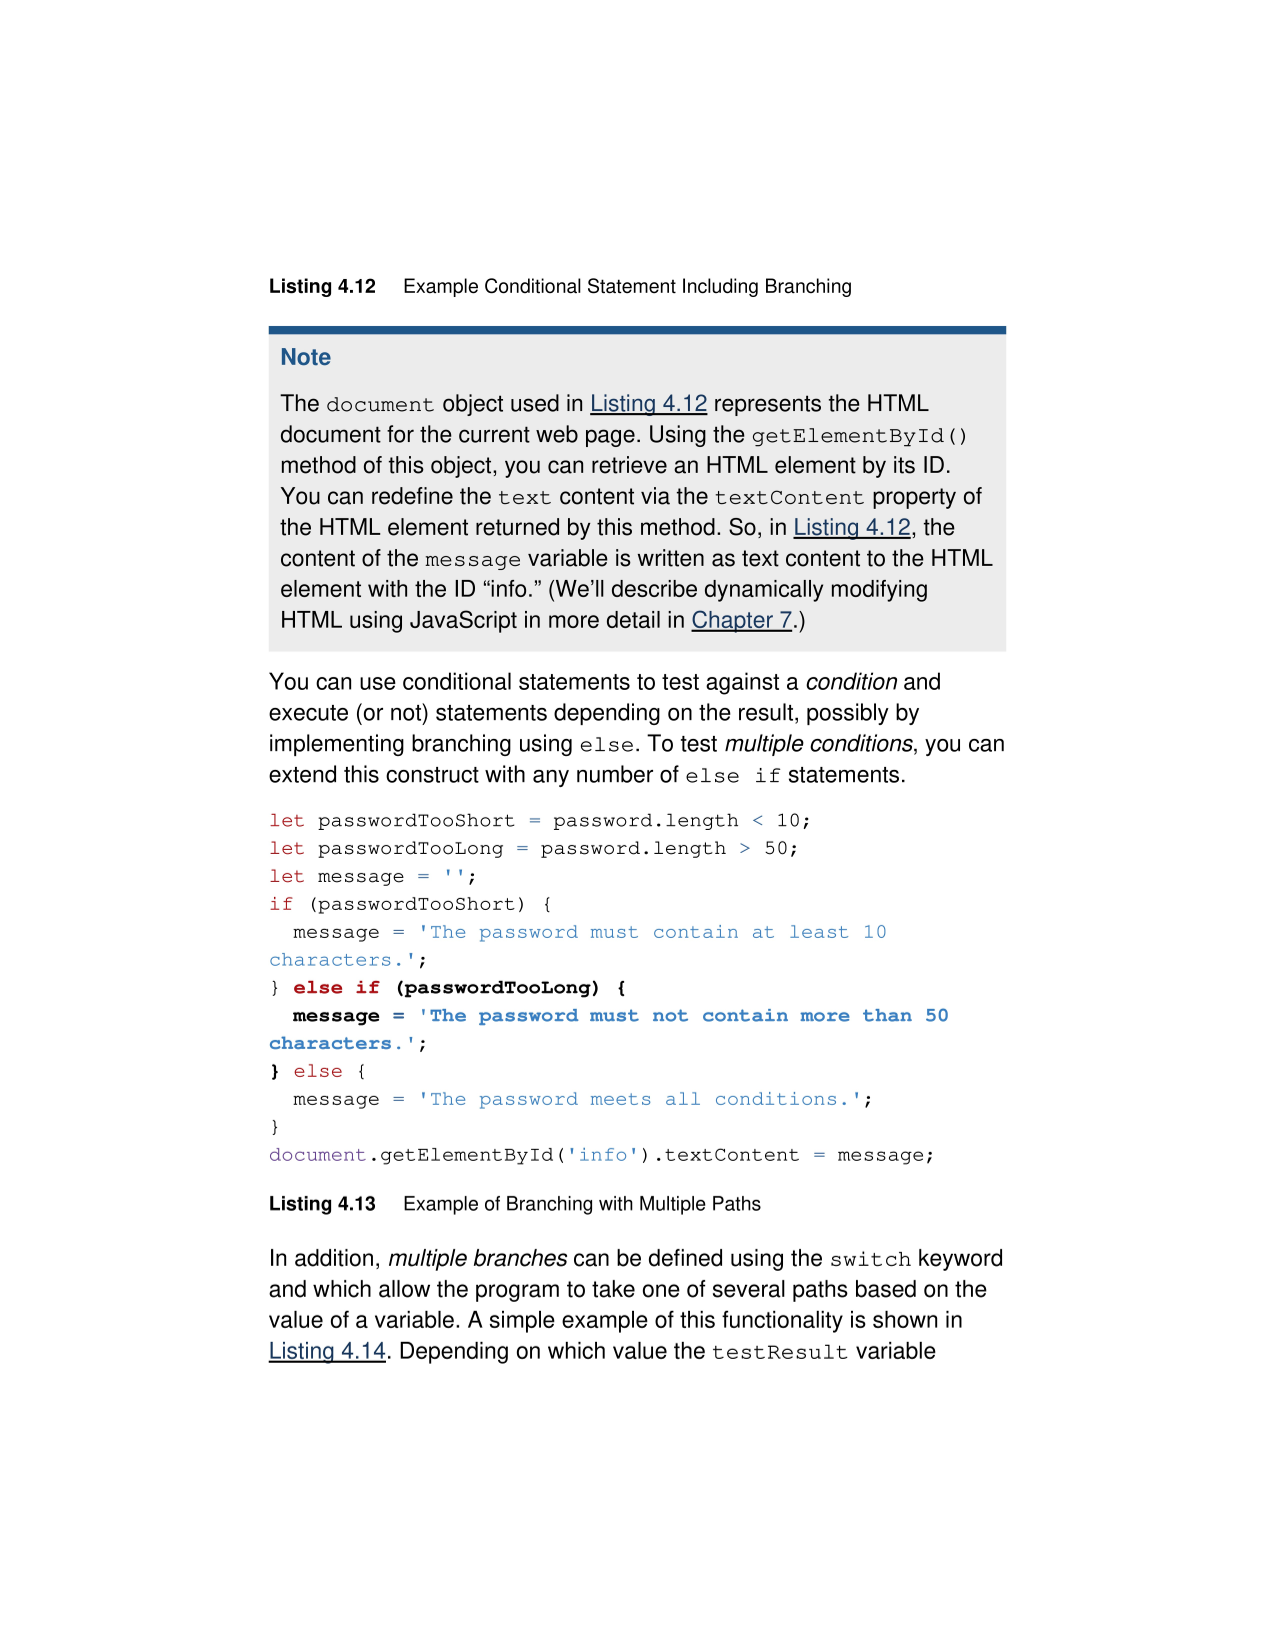 Listing 4.12 Example Conditional Statement Including Branching
Note
The document object used in Listing 4.12 represents the HTML
document for the current web page. Using the getElementById()
method of this object, you can retrieve an HTML element by its ID.
You can redefine the text content via the textContent property of
the HTML element returned by this method. So, in Listing 4.12, the
content of the message variable is written as text content to the HTML
element with the ID “info.” (We’ll describe dynamically modifying
HTML using JavaScript in more detail in Chapter 7.)
You can use conditional statements to test against a condition and
execute (or not) statements depending on the result, possibly by
implementing branching using else. To test multiple conditions, you can
extend this construct with any number of else if statements.
let passwordTooShort = password.length < 10;
let passwordTooLong = password.length > 50;
let message = '';
if (passwordTooShort) {
  message = 'The password must contain at least 10
characters.';
} else if (passwordTooLong) {
  message = 'The password must not contain more than 50
characters.';
} else {
  message = 'The password meets all conditions.';
}
document.getElementById('info').textContent = message;
Listing 4.13 Example of Branching with Multiple Paths
In addition, multiple branches can be defined using the switch keyword
and which allow the program to take one of several paths based on the
value of a variable. A simple example of this functionality is shown in
Listing 4.14. Depending on which value the testResult variable